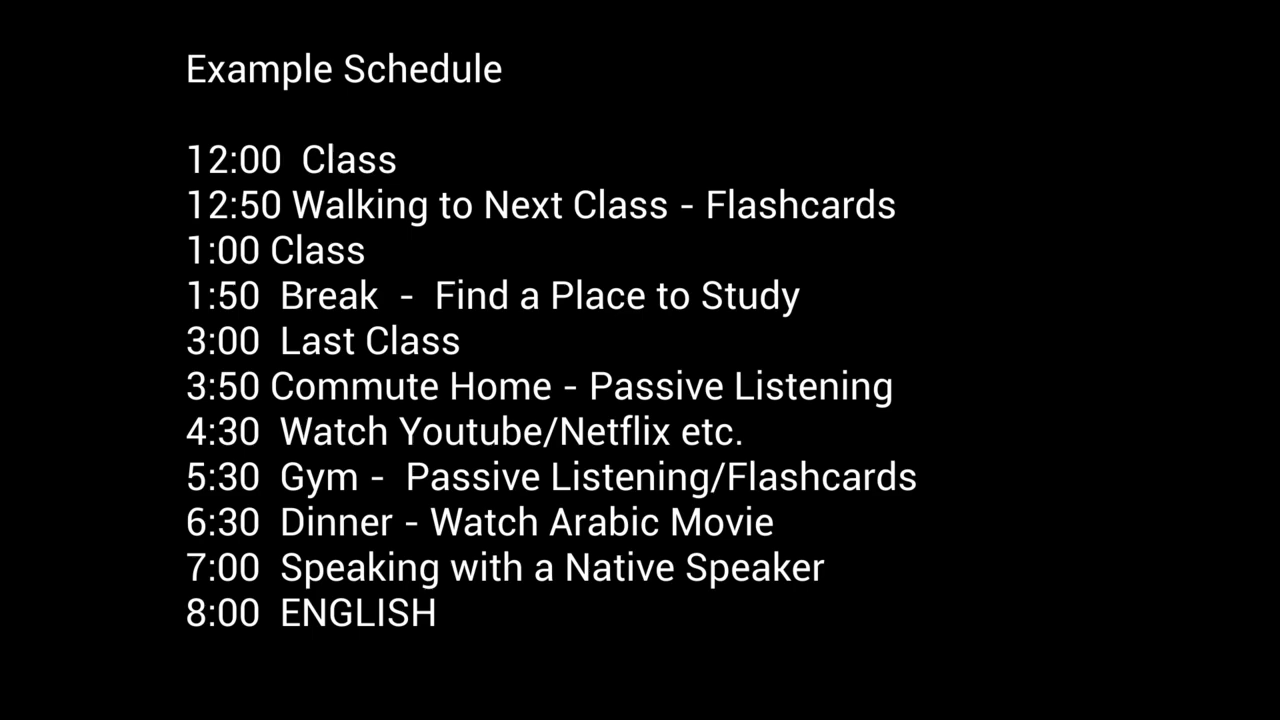 Example Schedule
12:00  Class
12:50 Walking to Next Class - Flashcards
1:00 Class
1:50  Break  -  Find a Place to Study
3:00  Last Class
3:50 Commute Home - Passive Listening
4:30  Watch Youtube/Netflix etc.
5:30  Gym -  Passive Listening/Flashcards
6:30  Dinner - Watch Arabic Movie
7:00  Speaking with a Native Speaker
8:00  ENGLISH